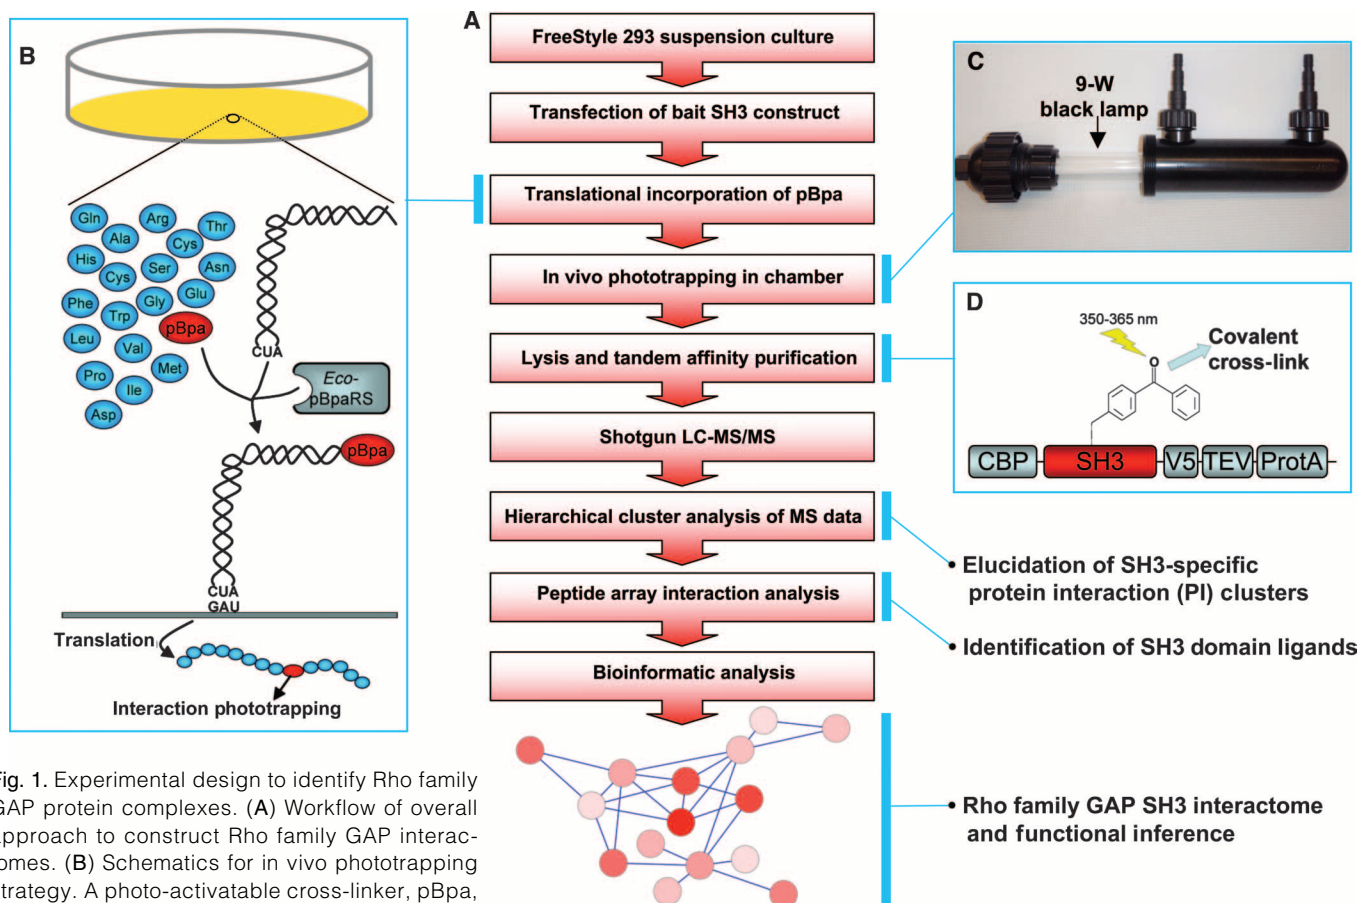 A
FreeStyle 293 suspension culture
Transfection of bait SH3 construct
Translational incorporation of pBpa
In vivo phototrapping in chamber
Lysis and tandem affinity purification
Shotgun LC-MS/MS
Hierarchical cluster analysis of MS data
Peptide array interaction analysis
Bioinformatic analysis
B
Gln
Arg
Thr
Ala
Cys
His
Ser
Asn
Cys
Glu
Phe
Gly
Trp
pBpa
Leu
Val
Pro
Met
Ile
Asp
CUA
Eco-
pBpaRS
pBpa
CUA
GAU
Translation
Interaction phototrapping
C
9-W
black lamp
D
350-365 nm
Covalent
cross-link
O
CBP
SH3
V5
TEV
ProtA
• Elucidation of SH3-specific
protein interaction (PI) clusters
• Identification of SH3 domain ligands
• Rho family GAP SH3 interactome
and functional inference
Fig. 1. Experimental design to identify Rho family
GAP protein complexes. (A) Workflow of overall
approach to construct Rho family GAP interac-
omes. (B) Schematics for in vivo phototrapping
strategy. A photo-activatable cross-linker, pBpa,